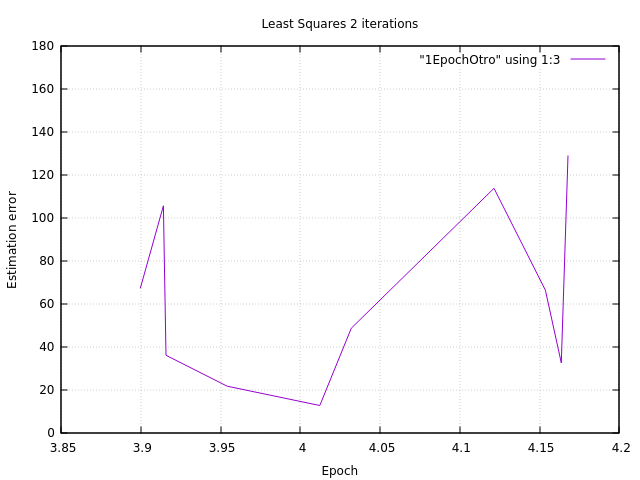 Least Squares 2 iterations
"1EpochOtro" using 1:3
Estimation error
180
160
140
120
100
80
60
40
20
0
3.85 3.9 3.95 4 4.05 4.1 4.15 4.2
Epoch